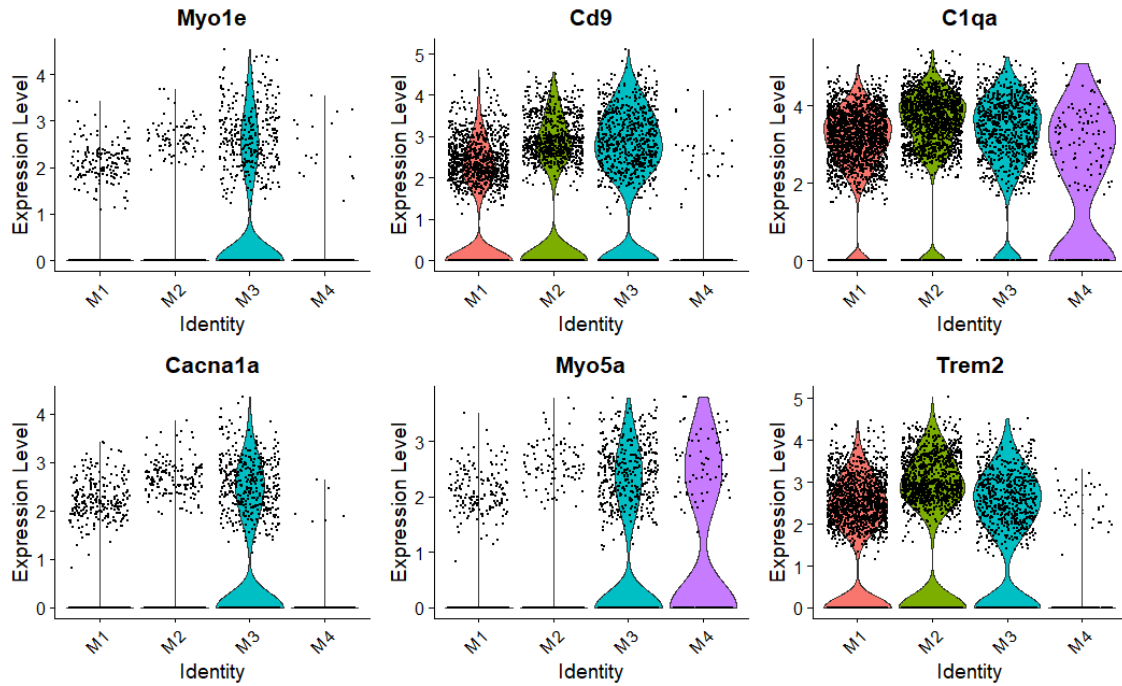 Myo1e
Cd9
C1qa
Expression Level
4
3
2
1
0
M1
M2
M3
M4
Identity
Expression Level
5
4
3
2
1
0
M1
M2
M3
M4
Identity
Expression Level
4
2
0
M1
M2
M3
M4
Identity
Cacna1a
Myo5a
Trem2
Expression Level
4
3
2
1
0
M1
M2
M3
M4
Identity
Expression Level
3
2
1
0
M1
M2
M3
M4
Identity
Expression Level
5
4
3
2
1
0
M1
M2
M3
M4
Identity